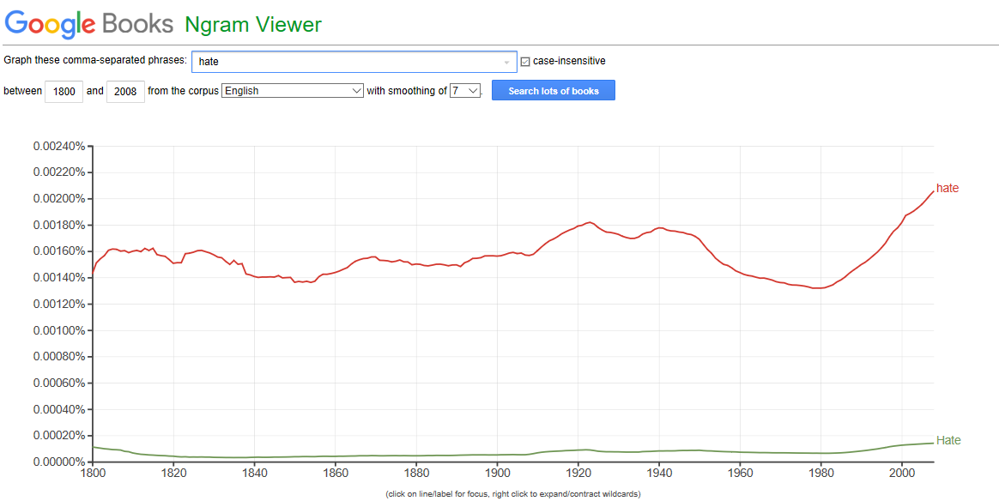 Google Books Ngram Viewer
Graph these comma-separated phrases: hate case-insensitive
between 1800 and 2008 from the corpus English with smoothing of 7 . Search lots of books
0.00240%
0.00220%
hate
0.00200%
0.00180%
0.00160%
0.00140%
0.00120%
0.00100%
0.00080%
0.00060%
0.00040%
0.00020%
Hate
0.00000%
1800 1820 1840 1860 1880 1900 1920 1940 1960 1980 2000
(click on line/label for focus, right click to expand/contract wildcards)